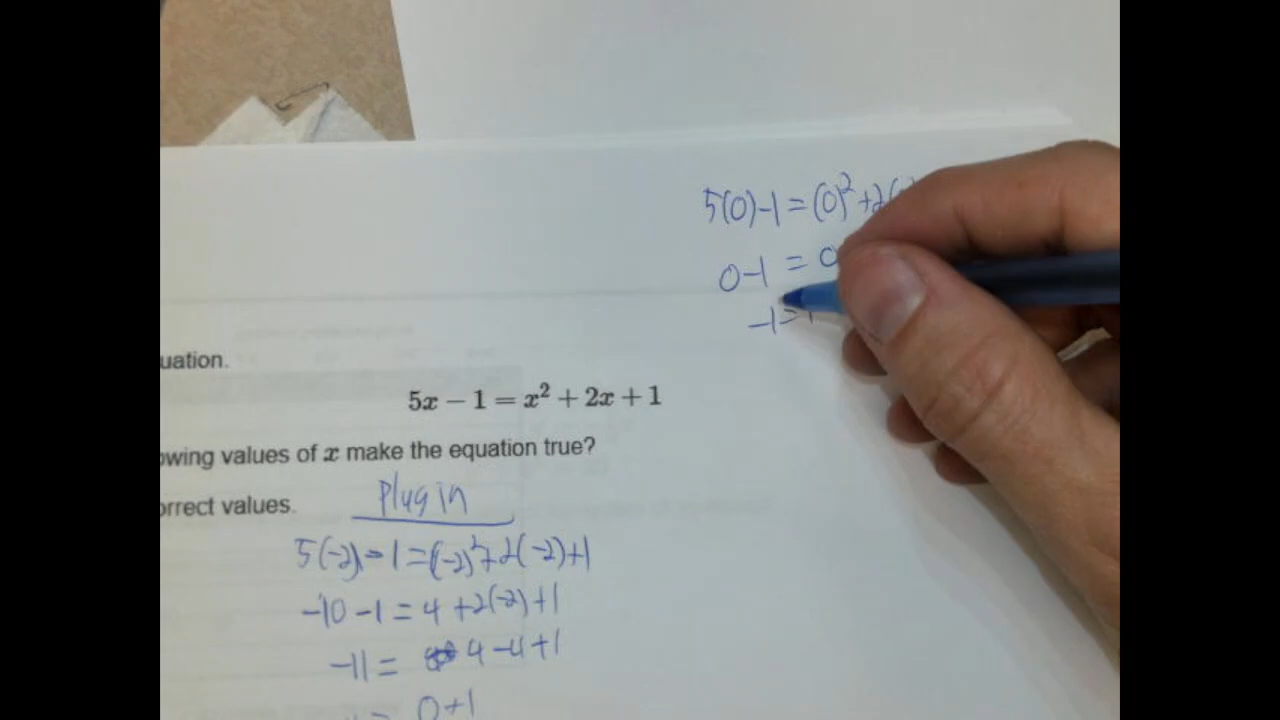 5(0)-1=(0)²+2(
0-1 = 0
-1=1
uation.
5x − 1 = x² + 2x + 1
owing values of x make the equation true?
orrect values.
Plug in
5(-2)-1=(-2)²+2(-2)+1
-10-1=4+2(-2)+1
-11= 4-4+1
= 0+1